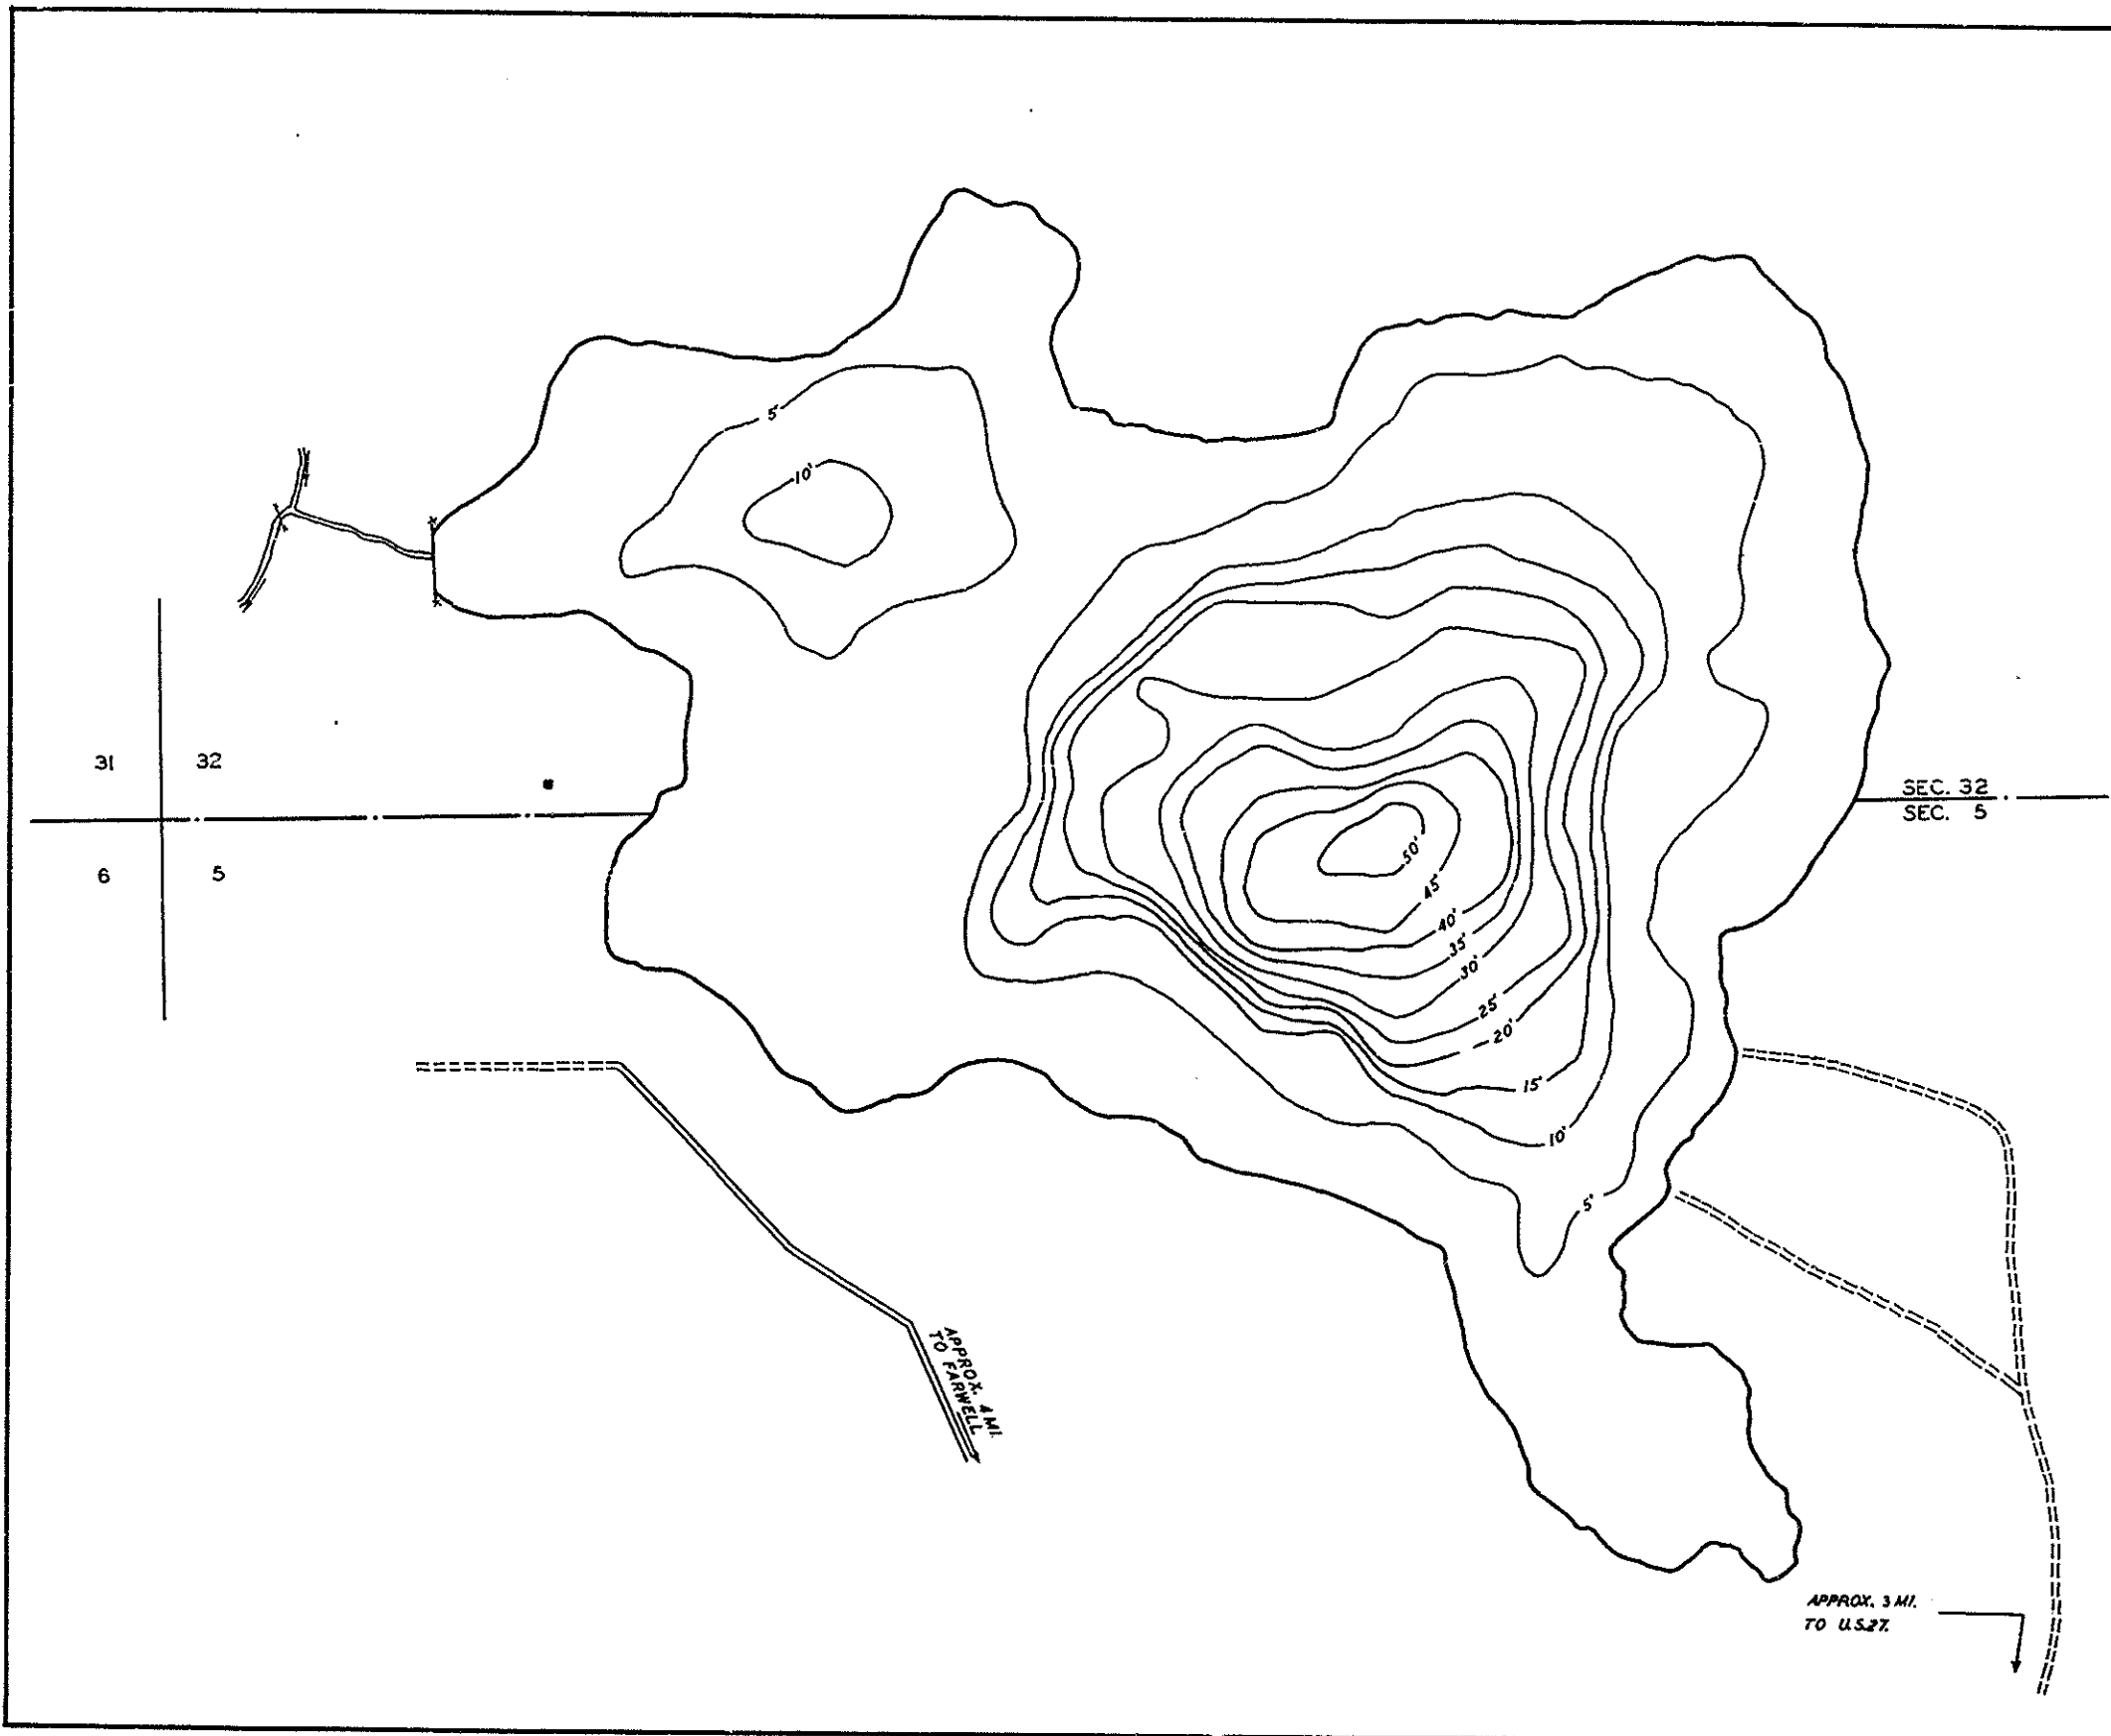 5'
10'
31 32
SEC. 32
SEC. 5
6 5
50'
45'
40'
35'
30'
25'
20'
15'
10'
5'
APPROX. 4 MI.
TO FARWELL
APPROX. 3 MI.
TO U.S.27.